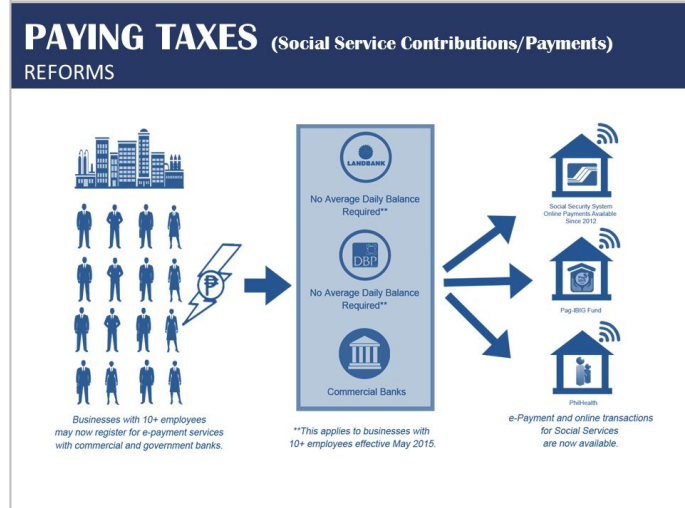 PAYING TAXES (Social Service Contributions/Payments)
REFORMS
LANDBANK
No Average Daily Balance
Required**
DBP
No Average Daily Balance
Required**
Commercial Banks
₱
Businesses with 10+ employees
may now register for e-payment services
with commercial and government banks.
**This applies to businesses with
10+ employees effective May 2015.
Social Security System
Online Payments Available
Since 2012
Pag-IBIG Fund
PhilHealth
e-Payment and online transactions
for Social Services
are now available.